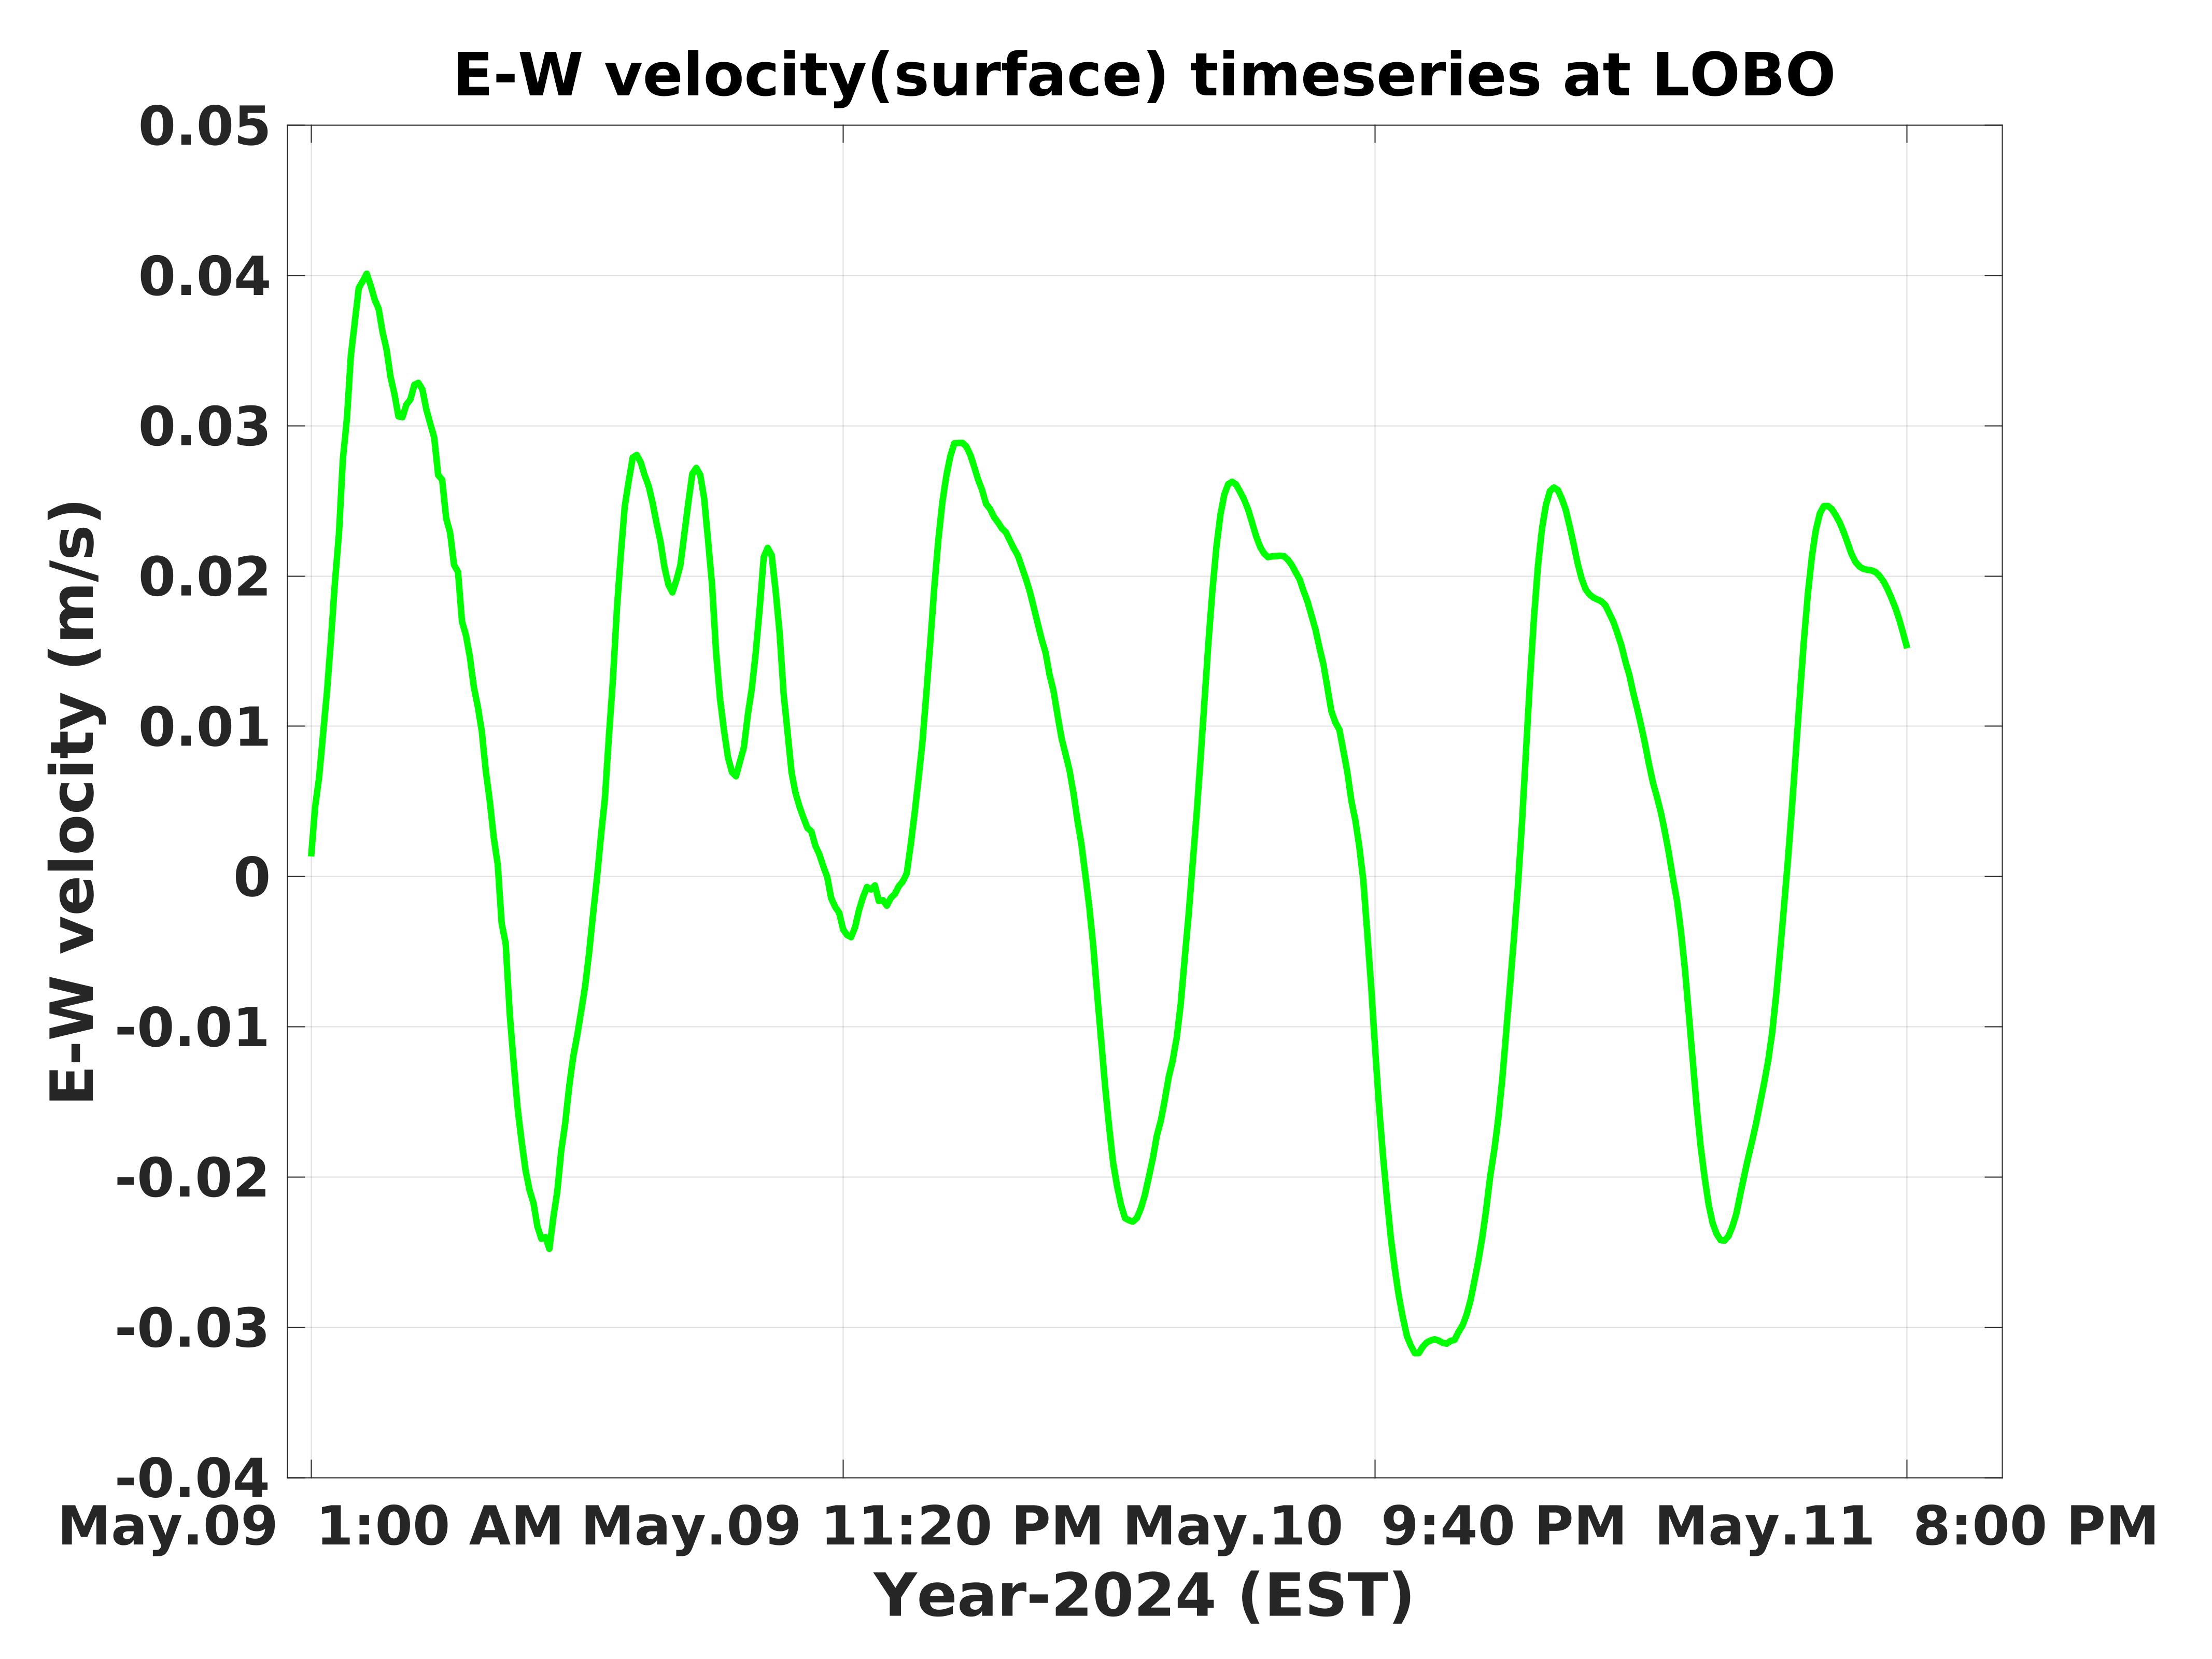 E-W velocity(surface) timeseries at LOBO
E-W velocity (m/s)
0.05
0.04
0.03
0.02
0.01
0
-0.01
-0.02
-0.03
-0.04
May.09 1:00 AM May.09 11:20 PM May.10 9:40 PM May.11 8:00 PM
Year-2024 (EST)